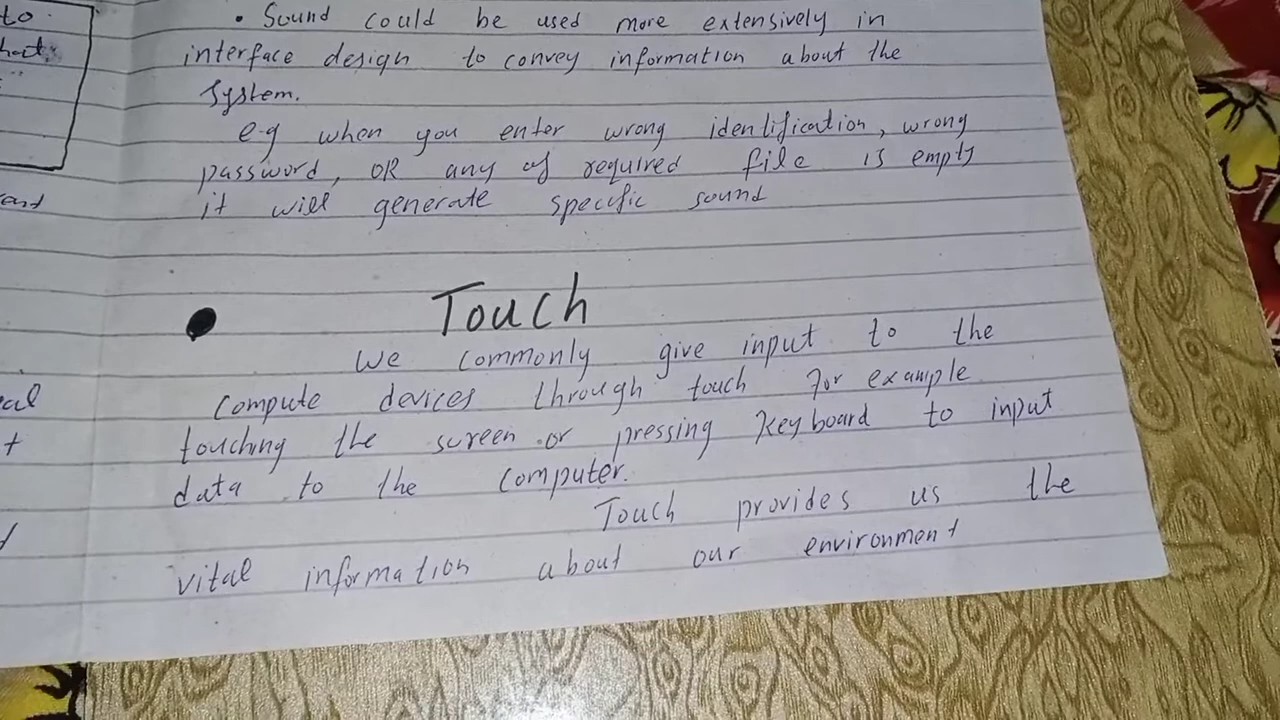 to
• Sound could be used more extensively in
interface design to convey information about the
System.
e.g when you enter wrong identification, wrong
password, OR any of required file is empty
it will generate specific sound
• Touch
We commonly give input to the
Compute devices through touch For example
touching the screen or pressing Keyboard to input
data to the Computer.
Touch provides us the
vital information about our environment